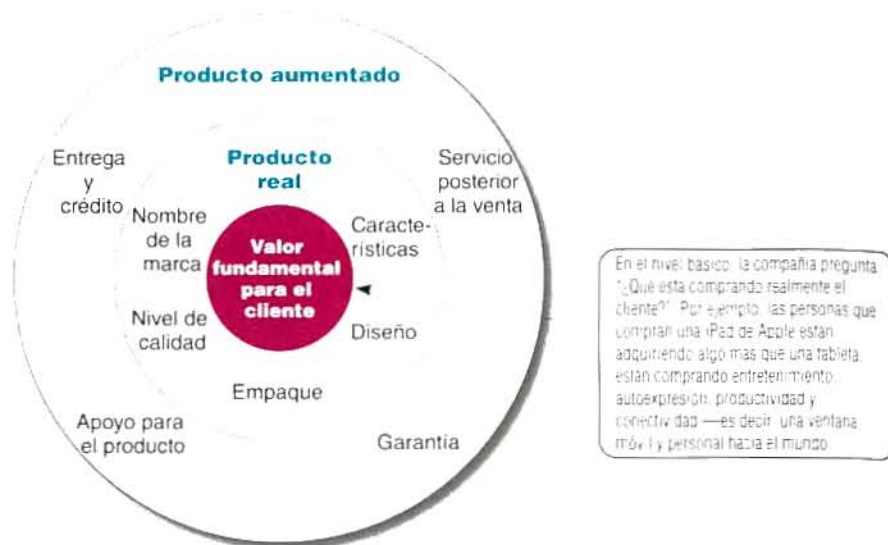 Producto aumentado
Entrega
y
crédito
Producto
real
Servicio
posterior
a la venta
Nombre
de la
marca
Caracte-
rísticas
Valor
fundamental
para el
cliente
Nivel de
calidad
Diseño
Empaque
Apoyo para
el producto
Garantía
En el nivel básico, la compañía pregunta
"¿Qué está comprando realmente el
cliente?". Por ejemplo, las personas que
compran una iPad de Apple están
adquiriendo algo más que una tableta:
están comprando entretenimiento,
autoexpresión, productividad y
conectividad —es decir, una ventana
móvil y personal hacia el mundo.